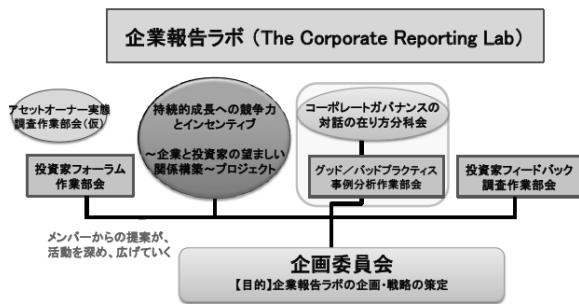 企業報告ラボ（The Corporate Reporting Lab）
アセットオーナー実態
調査作業部会（仮）
持続的成長への競争力
とインセンティブ
～企業と投資家の望ましい
関係構築～プロジェクト
コーポレートガバナンスの
対話の在り方分科会
投資家フォーラム
作業部会
グッド／バッドプラクティス
事例分析作業部会
投資家フィードバック
調査作業部会
メンバーからの提案が、
活動を深め、広げていく
企画委員会
【目的】企業報告ラボの企画・戦略の策定